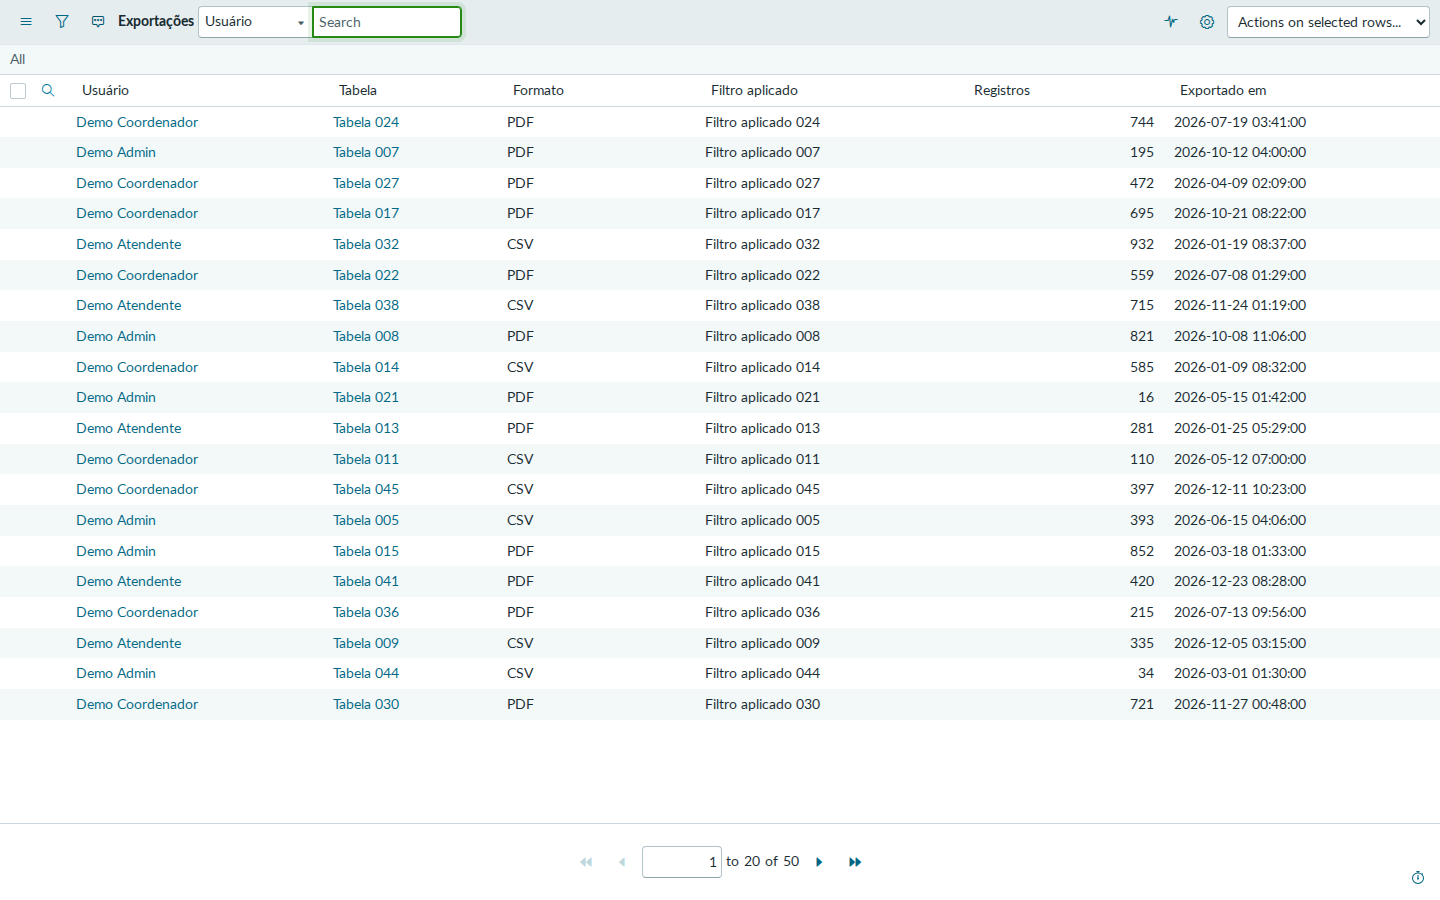 Exportações Usuário Search Actions on selected rows...
All
Usuário Tabela Formato Filtro aplicado Registros Exportado em
Demo Coordenador Tabela 024 PDF Filtro aplicado 024 744 2026-07-19 03:41:00
Demo Admin Tabela 007 PDF Filtro aplicado 007 195 2026-10-12 04:00:00
Demo Coordenador Tabela 027 PDF Filtro aplicado 027 472 2026-04-09 02:09:00
Demo Coordenador Tabela 017 PDF Filtro aplicado 017 695 2026-10-21 08:22:00
Demo Atendente Tabela 032 CSV Filtro aplicado 032 932 2026-01-19 08:37:00
Demo Coordenador Tabela 022 PDF Filtro aplicado 022 559 2026-07-08 01:29:00
Demo Atendente Tabela 038 CSV Filtro aplicado 038 715 2026-11-24 01:19:00
Demo Admin Tabela 008 PDF Filtro aplicado 008 821 2026-10-08 11:06:00
Demo Coordenador Tabela 014 CSV Filtro aplicado 014 585 2026-01-09 08:32:00
Demo Admin Tabela 021 PDF Filtro aplicado 021 16 2026-05-15 01:42:00
Demo Atendente Tabela 013 PDF Filtro aplicado 013 281 2026-01-25 05:29:00
Demo Coordenador Tabela 011 CSV Filtro aplicado 011 110 2026-05-12 07:00:00
Demo Coordenador Tabela 045 CSV Filtro aplicado 045 397 2026-12-11 10:23:00
Demo Admin Tabela 005 CSV Filtro aplicado 005 393 2026-06-15 04:06:00
Demo Admin Tabela 015 PDF Filtro aplicado 015 852 2026-03-18 01:33:00
Demo Atendente Tabela 041 PDF Filtro aplicado 041 420 2026-12-23 08:28:00
Demo Coordenador Tabela 036 PDF Filtro aplicado 036 215 2026-07-13 09:56:00
Demo Atendente Tabela 009 CSV Filtro aplicado 009 335 2026-12-05 03:15:00
Demo Admin Tabela 044 CSV Filtro aplicado 044 34 2026-03-01 01:30:00
Demo Coordenador Tabela 030 PDF Filtro aplicado 030 721 2026-11-27 00:48:00
1 to 20 of 50